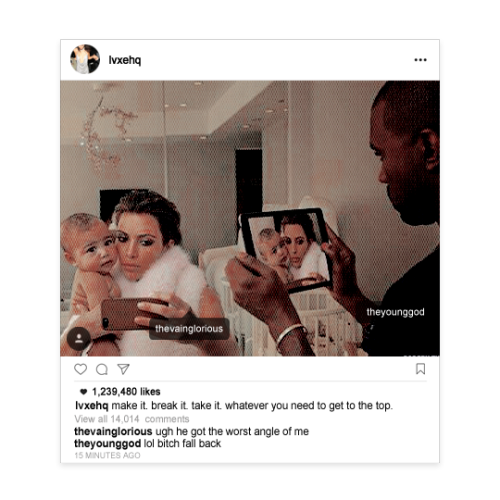 lvxehq
theyounggod
thevainglorious
1,239,480 likes
lvxehq make it. break it. take it. whatever you need to get to the top.
View all 14,014 comments
thevainglorious ugh he got the worst angle of me
theyounggod lol bitch fall back
15 MINUTES AGO